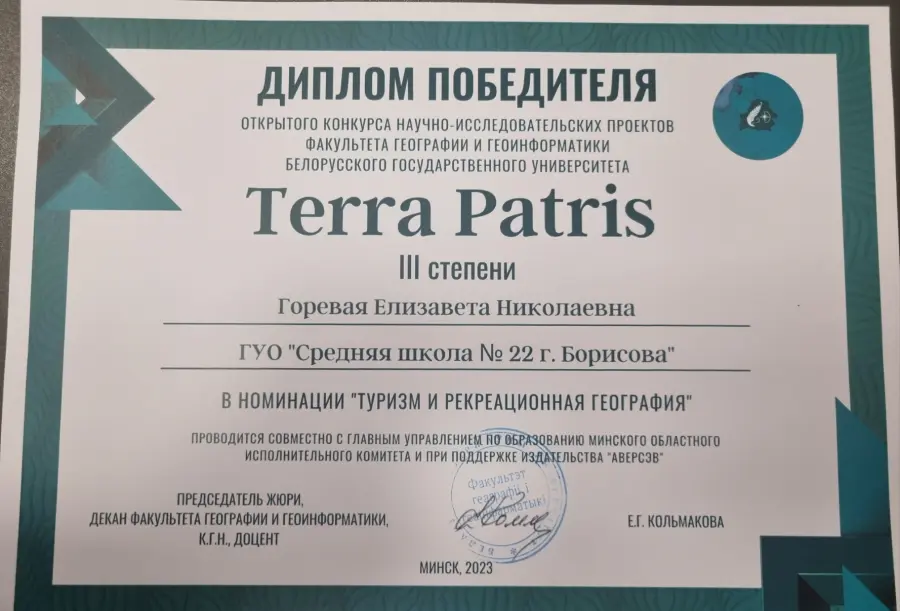 ДИПЛОМ ПОБЕДИТЕЛЯ
ОТКРЫТОГО КОНКУРСА НАУЧНО-ИССЛЕДОВАТЕЛЬСКИХ ПРОЕКТОВ
ФАКУЛЬТЕТА ГЕОГРАФИИ И ГЕОИНФОРМАТИКИ
БЕЛОРУССКОГО ГОСУДАРСТВЕННОГО УНИВЕРСИТЕТА
Terra Patris
III степени
Горевая Елизавета Николаевна
ГУО "Средняя школа № 22 г. Борисова"
В НОМИНАЦИИ "ТУРИЗМ И РЕКРЕАЦИОННАЯ ГЕОГРАФИЯ"
ПРОВОДИТСЯ СОВМЕСТНО С ГЛАВНЫМ УПРАВЛЕНИЕМ ПО ОБРАЗОВАНИЮ МИНСКОГО ОБЛАСТНОГО
ИСПОЛНИТЕЛЬНОГО КОМИТЕТА И ПРИ ПОДДЕРЖКЕ ИЗДАТЕЛЬСТВА "АВЕРСЭВ"
Факультэт
геаграфіі і
ПРЕДСЕДАТЕЛЬ ЖЮРИ,
ДЕКАН ФАКУЛЬТЕТА ГЕОГРАФИИ И ГЕОИНФОРМАТИКИ,
К.Г.Н., ДОЦЕНТ
Е.Г. КОЛЬМАКОВА
МИНСК, 2023